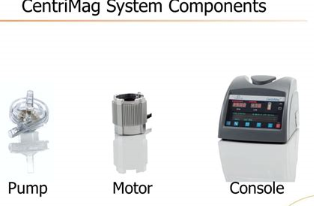 CentriMag System Components
Pump
Motor
Console